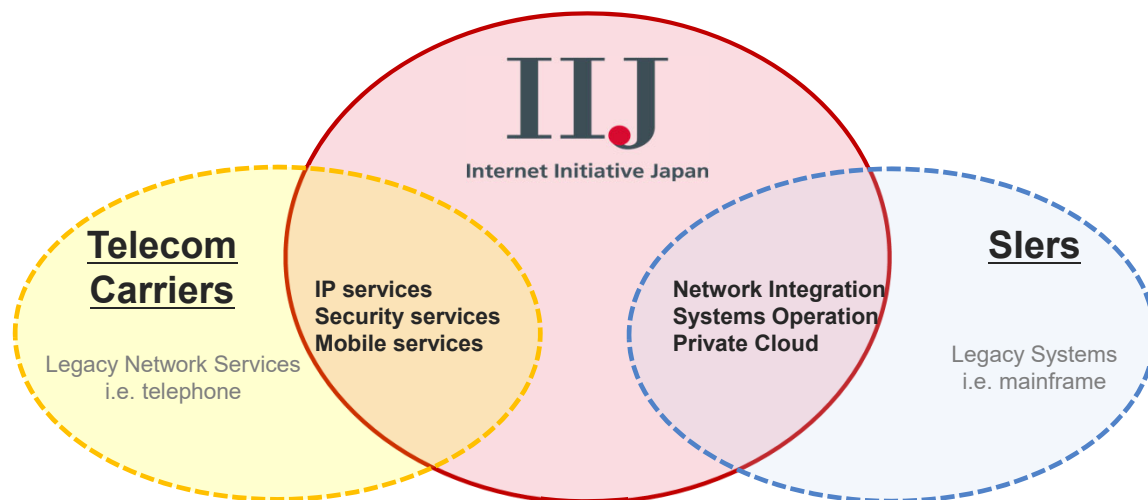 IIJ
Internet Initiative Japan
Telecom
Carriers
Legacy Network Services
i.e. telephone
IP services
Security services
Mobile services
Network Integration
Systems Operation
Private Cloud
SIers
Legacy Systems
i.e. mainframe